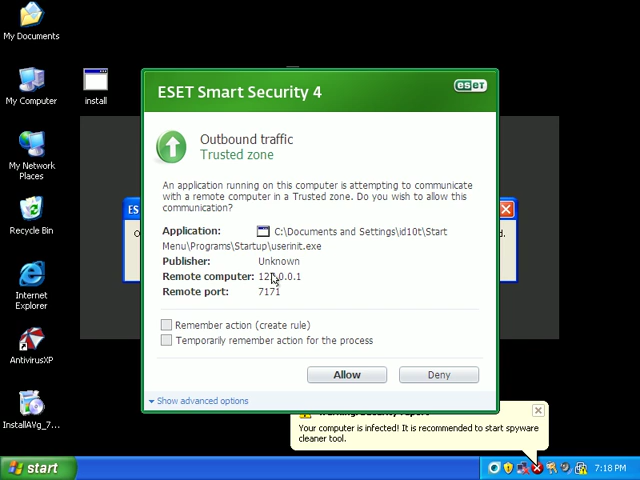 My Documents
My Computer
install
My Network
Places
Recycle Bin
Internet
Explorer
AntivirusXP
InstallAVg_7...
ESET Smart Security 4
eset
Outbound traffic
Trusted zone
An application running on this computer is attempting to communicate
with a remote computer in a Trusted zone. Do you wish to allow this
communication?
Application: C:\Documents and Settings\id10t\Start
Menu\Programs\Startup\userinit.exe
Publisher: Unknown
Remote computer: 127.0.0.1
Remote port: 7171
Remember action (create rule)
Temporarily remember action for the process
Allow
Deny
Show advanced options
ES
d.
Your computer is infected! It is recommended to start spyware
cleaner tool.
start
7:18 PM